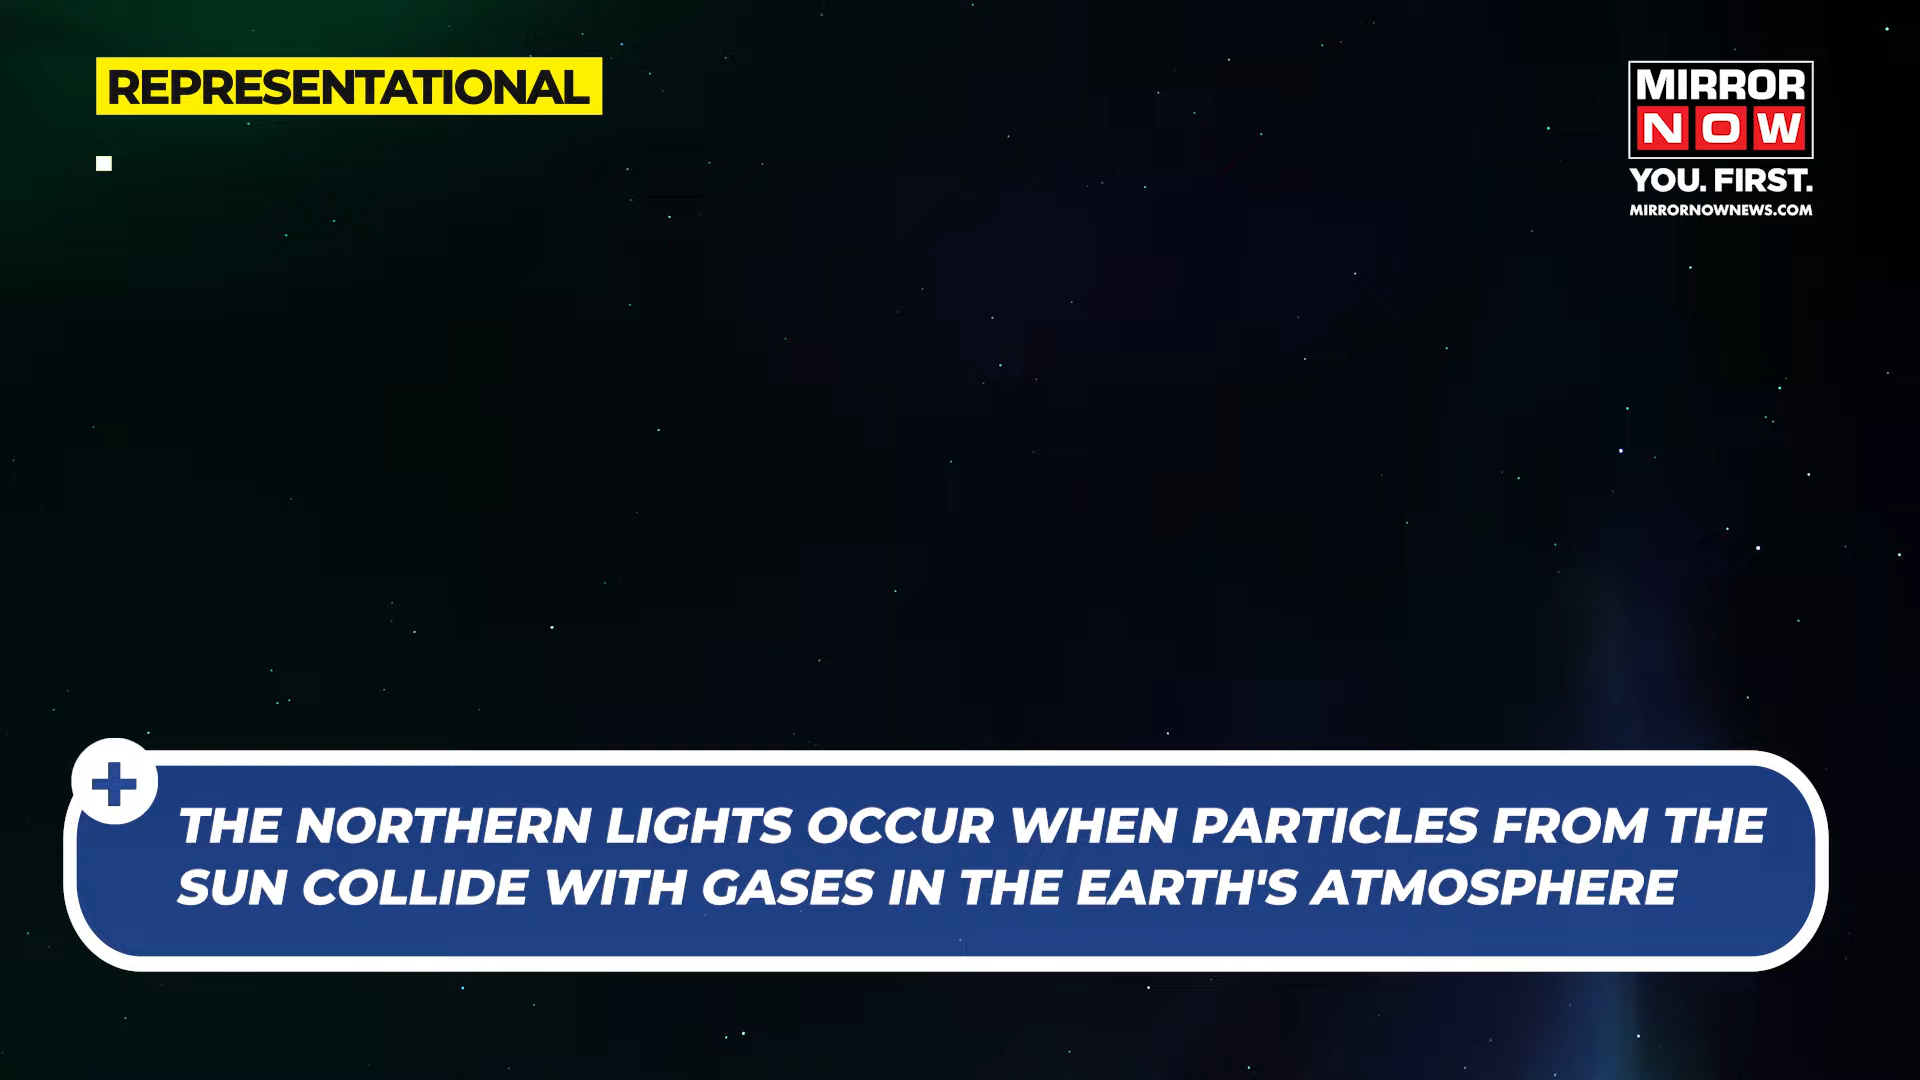 REPRESENTATIONAL
MIRROR
NOW
YOU. FIRST.
MIRRORNOWNEWS.COM
THE NORTHERN LIGHTS OCCUR WHEN PARTICLES FROM THE
SUN COLLIDE WITH GASES IN THE EARTH'S ATMOSPHERE